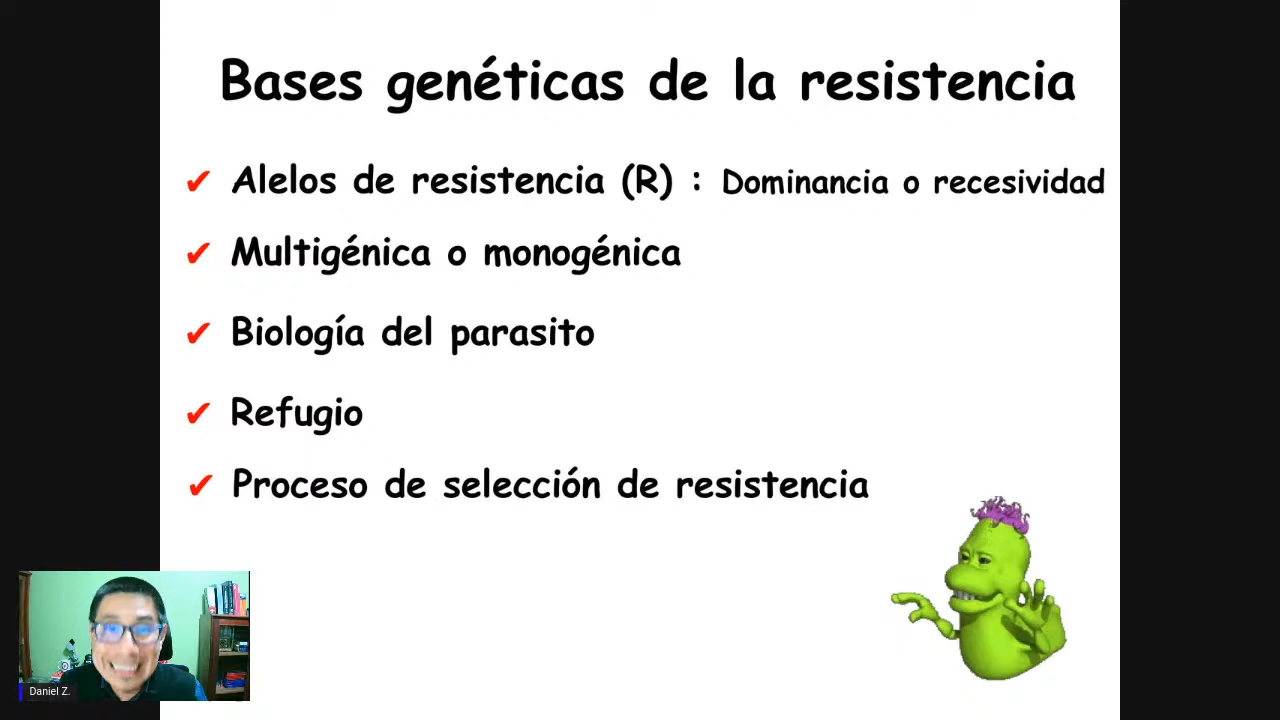 Bases genéticas de la resistencia
✔ Alelos de resistencia (R) : Dominancia o recesividad
✔ Multigénica o monogénica
✔ Biología del parasito
✔ Refugio
✔ Proceso de selección de resistencia
Daniel Z.